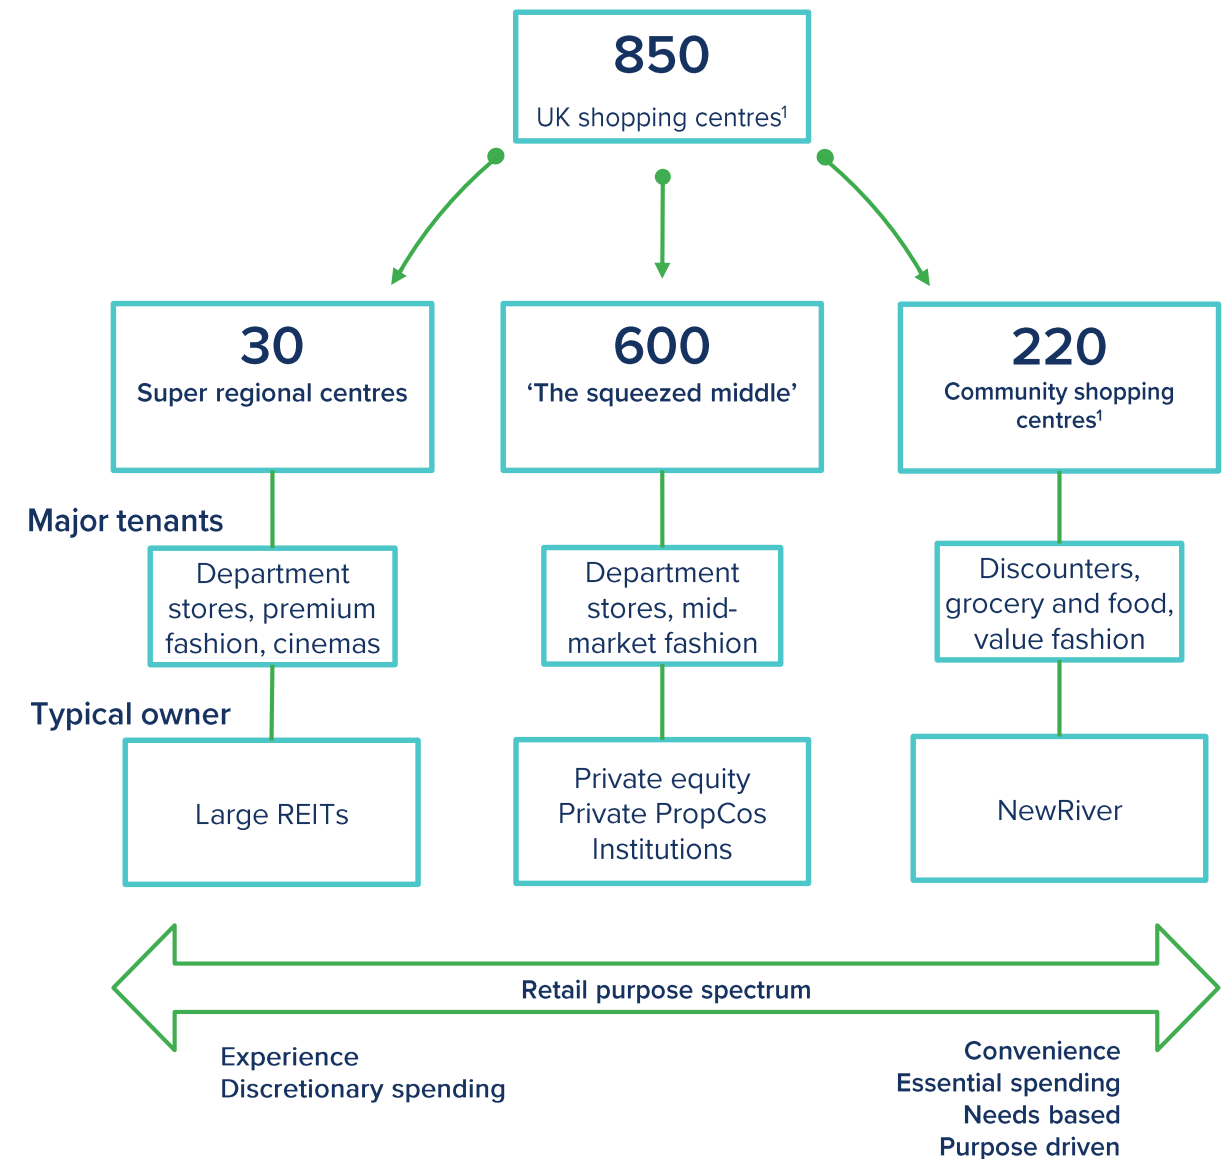 850
UK shopping centres¹
30
Super regional centres
600
‘The squeezed middle’
220
Community shopping
centres¹
Major tenants
Department
stores, premium
fashion, cinemas
Department
stores, mid-
market fashion
Discounters,
grocery and food,
value fashion
Typical owner
Large REITs
Private equity
Private PropCos
Institutions
NewRiver
Retail purpose spectrum
Experience
Discretionary spending
Convenience
Essential spending
Needs based
Purpose driven